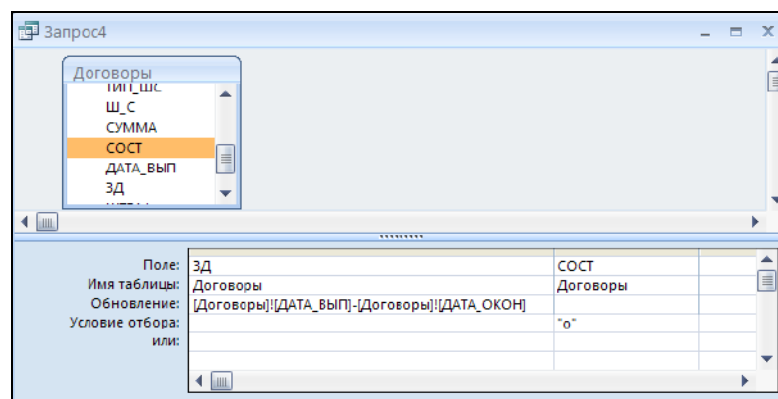 Запрос4
Договоры
ТИП_ШС
Ш_С
СУММА
СОСТ
ДАТА_ВЫП
ЗД
Поле: ЗД СОСТ
Имя таблицы: Договоры Договоры
Обновление: [Договоры]![ДАТА_ВЫП]-[Договоры]![ДАТА_ОКОН]
Условие отбора: "о"
или: